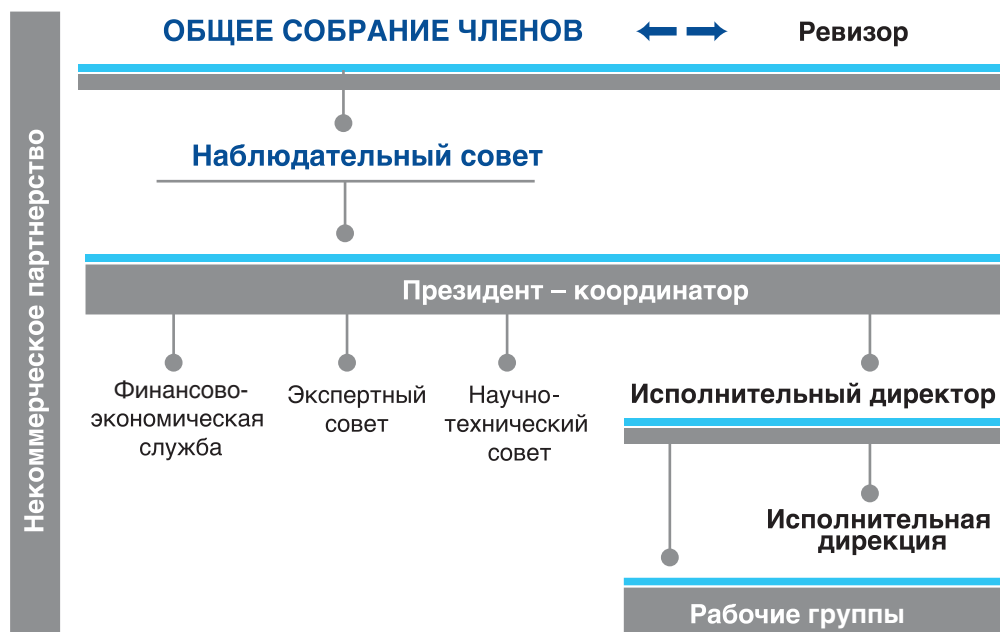 Некоммерческое партнерство
ОБЩЕЕ СОБРАНИЕ ЧЛЕНОВ
Ревизор
Наблюдательный совет
Президент – координатор
Финансово-
экономическая
служба
Экспертный
совет
Научно-
технический
совет
Исполнительный директор
Исполнительная
дирекция
Рабочие группы